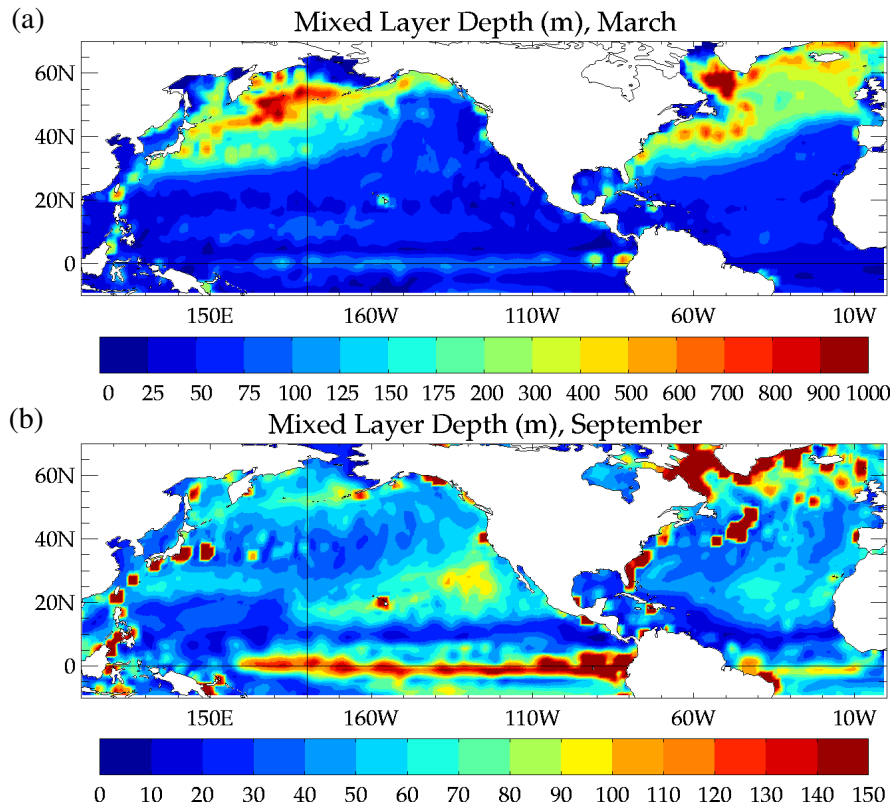 (a)
Mixed Layer Depth (m), March
60N
40N
20N
0
150E 160W 110W 60W 10W
0 25 50 75 100 125 150 175 200 300 400 500 600 700 800 900 1000
(b)
Mixed Layer Depth (m), September
60N
40N
20N
0
150E 160W 110W 60W 10W
0 10 20 30 40 50 60 70 80 90 100 110 120 130 140 150